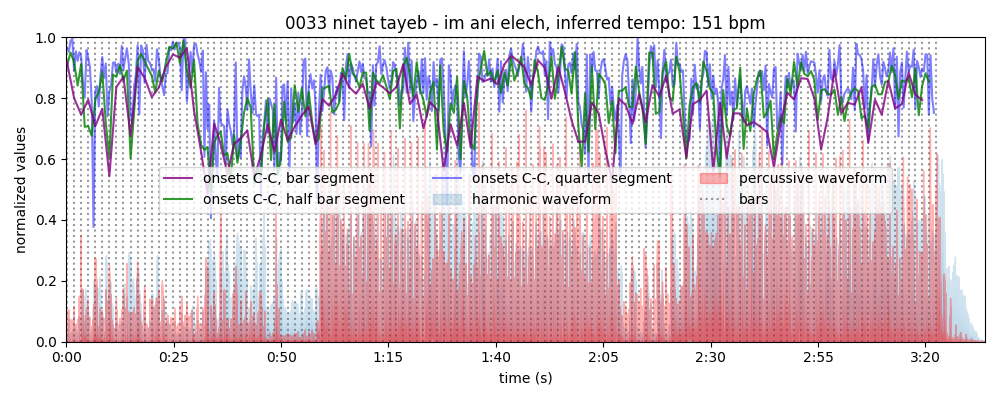 0033 ninet tayeb - im ani elech, inferred tempo: 151 bpm
1.0
0.8
0.6
0.4
0.2
0.0
normalized values
onsets C-C, bar segment
onsets C-C, half bar segment
onsets C-C, quarter segment
harmonic waveform
percussive waveform
bars
0:00 0:25 0:50 1:15 1:40 2:05 2:30 2:55 3:20
time (s)